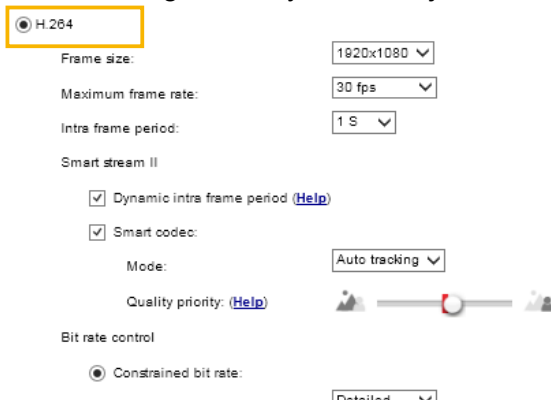 H.264
Frame size: 1920x1080
Maximum frame rate: 30 fps
Intra frame period: 1 S
Smart stream II
Dynamic intra frame period (Help)
Smart codec:
Mode: Auto tracking
Quality priority: (Help)
Bit rate control
Constrained bit rate:
Detailed